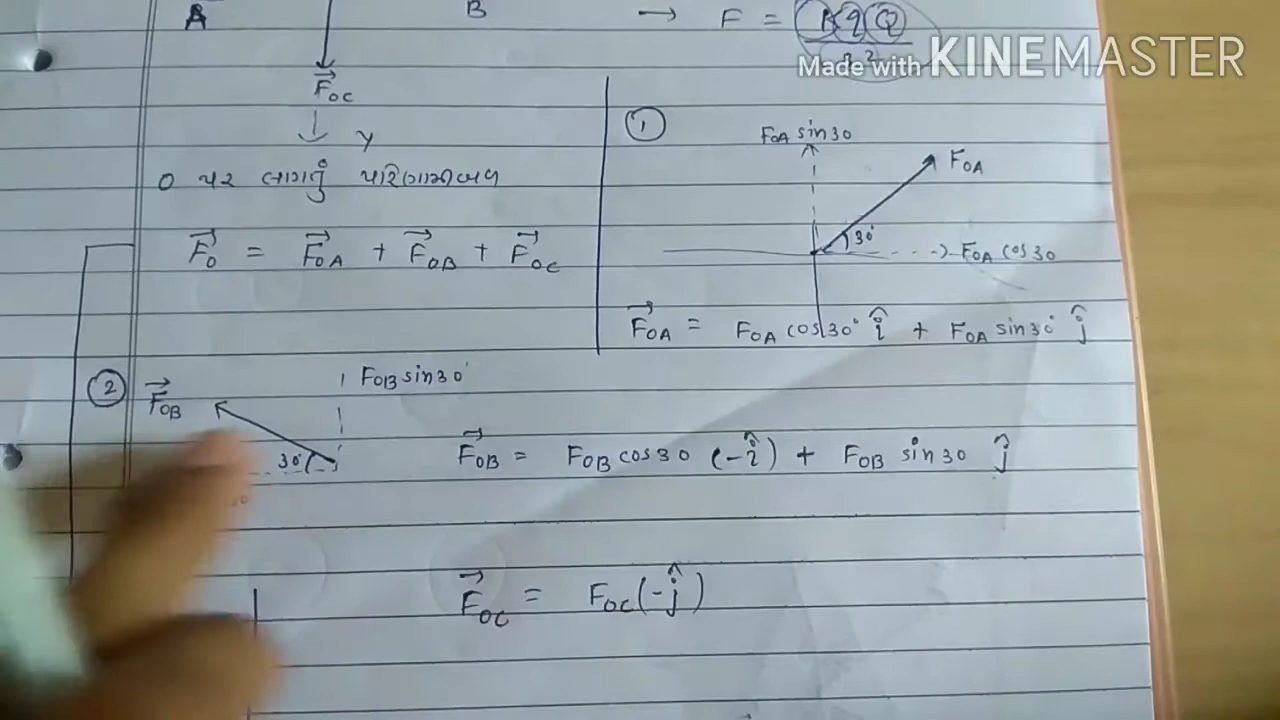 A B → F = KqQ
Made with KINEMASTER
F⃗OC
Y
① FOA sin30
FOA
30°
FOA cos30
O પર લાગતું પરિણામીબળ
F⃗O = F⃗OA + F⃗OB + F⃗OC
F⃗OA = FOA cos30° î + FOA sin30° ĵ
② F⃗OB FOB sin30°
30°
F⃗OB = FOB cos30 (-î) + FOB sin30 ĵ
F⃗OC = FOC(-ĵ)